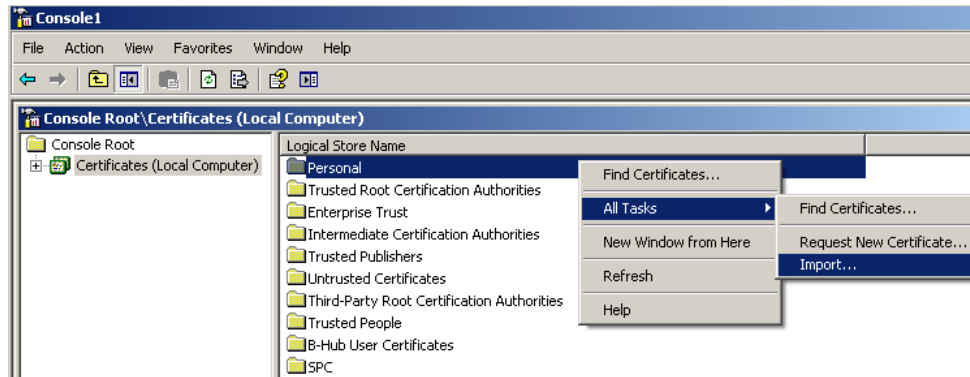 Console1
File Action View Favorites Window Help
Console Root\Certificates (Local Computer)
Console Root
Certificates (Local Computer)
Logical Store Name
Personal
Trusted Root Certification Authorities
Enterprise Trust
Intermediate Certification Authorities
Trusted Publishers
Untrusted Certificates
Third-Party Root Certification Authorities
Trusted People
B-Hub User Certificates
SPC
Find Certificates...
All Tasks
New Window from Here
Refresh
Help
Find Certificates...
Request New Certificate...
Import...